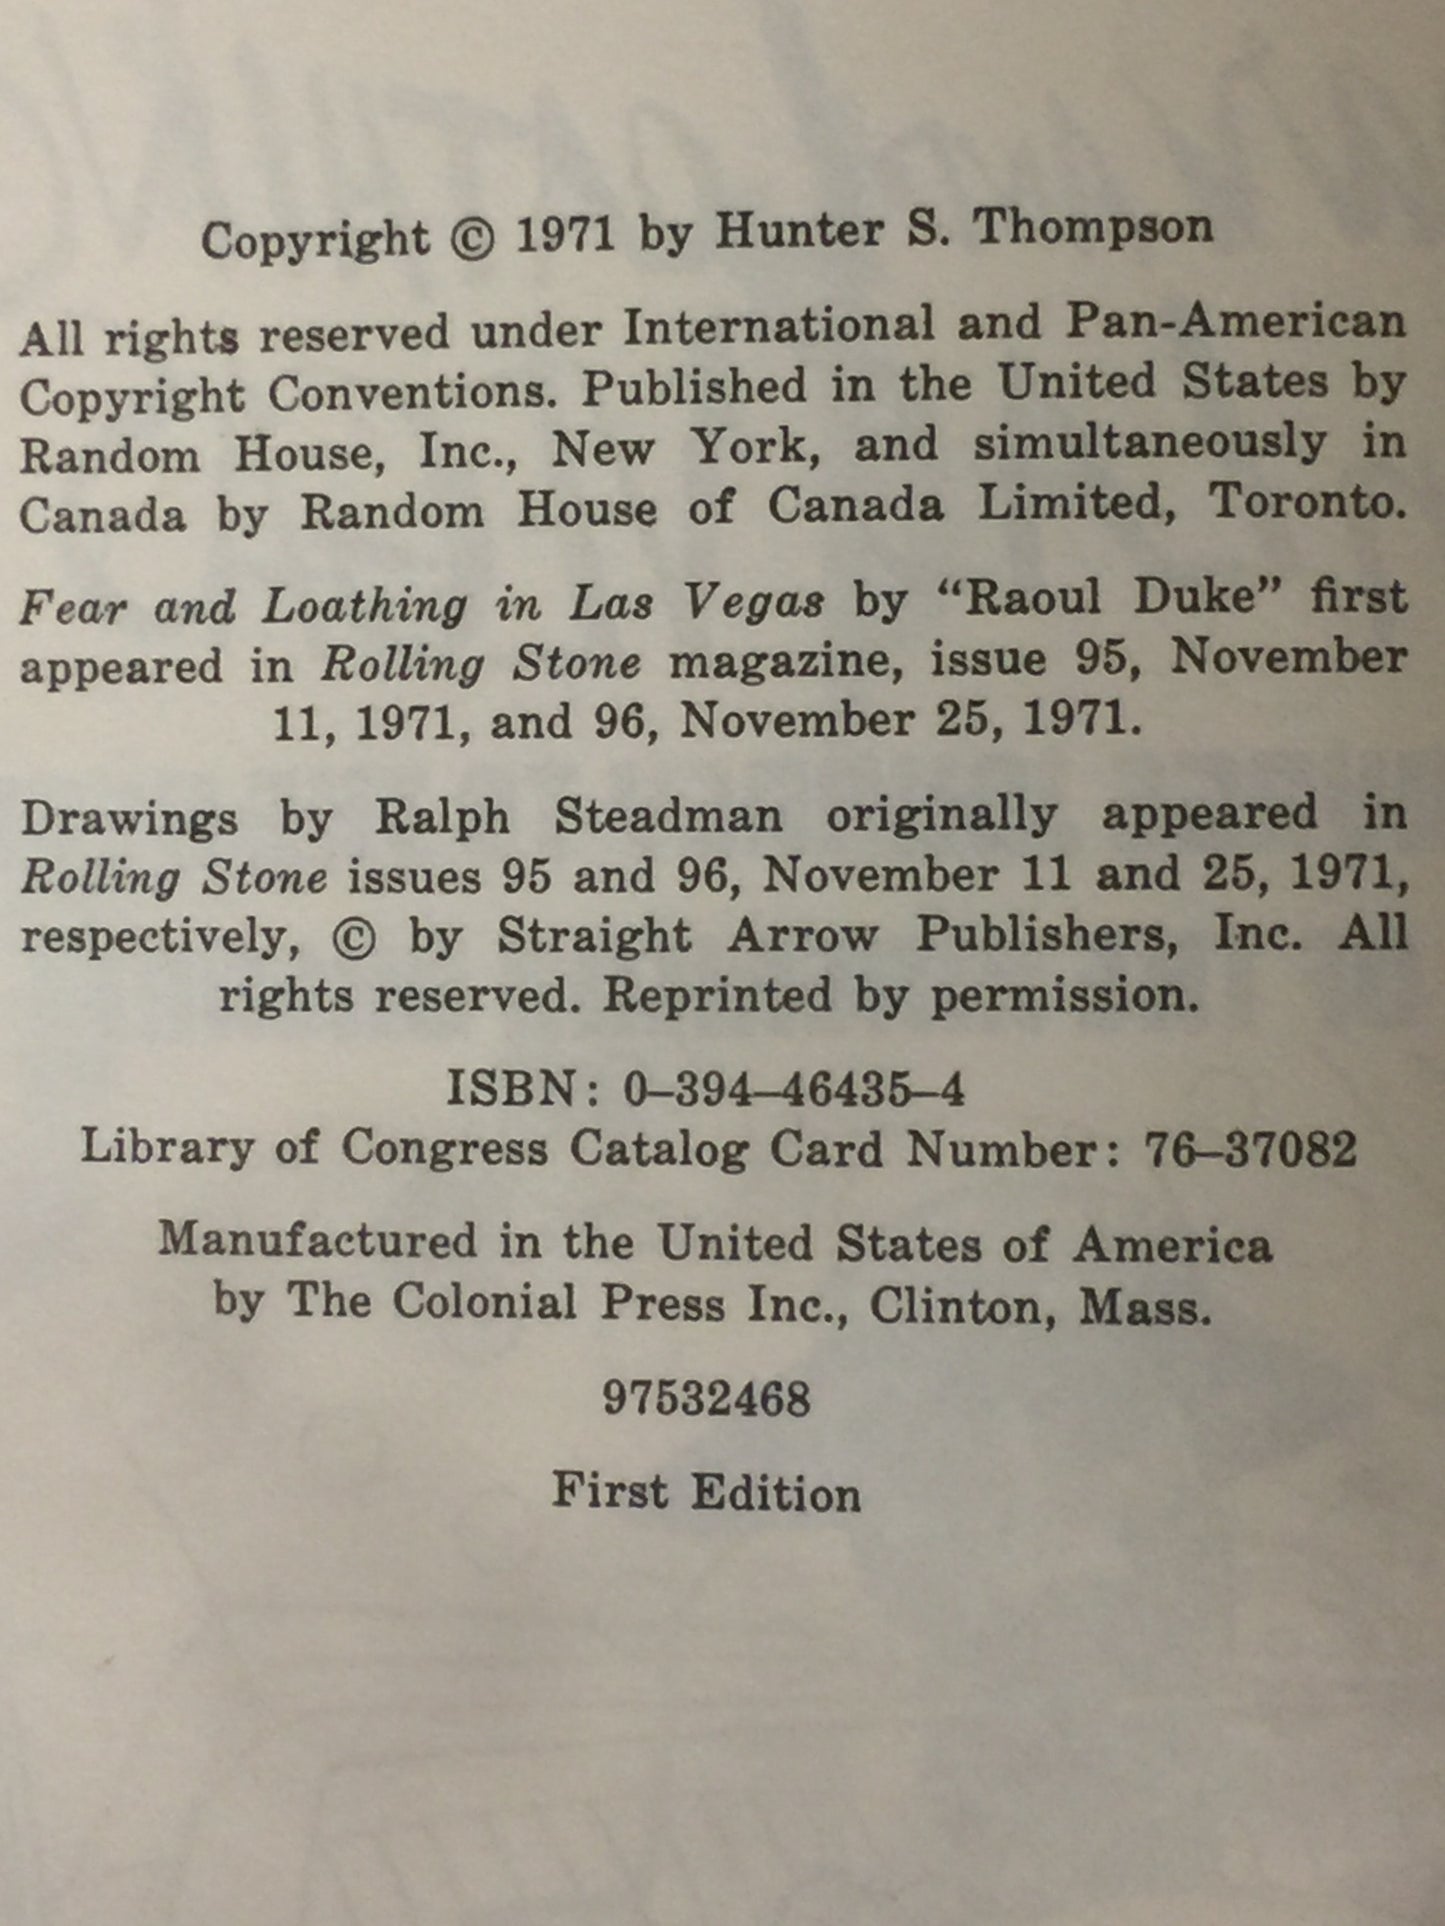 Copyright © 1971 by Hunter S. Thompson
All rights reserved under International and Pan-American
Copyright Conventions. Published in the United States by
Random House, Inc., New York, and simultaneously in
Canada by Random House of Canada Limited, Toronto.
Fear and Loathing in Las Vegas by “Raoul Duke” first
appeared in Rolling Stone magazine, issue 95, November
11, 1971, and 96, November 25, 1971.
Drawings by Ralph Steadman originally appeared in
Rolling Stone issues 95 and 96, November 11 and 25, 1971,
respectively, © by Straight Arrow Publishers, Inc. All
rights reserved. Reprinted by permission.
ISBN: 0–394–46435–4
Library of Congress Catalog Card Number: 76–37082
Manufactured in the United States of America
by The Colonial Press Inc., Clinton, Mass.
97532468
First Edition